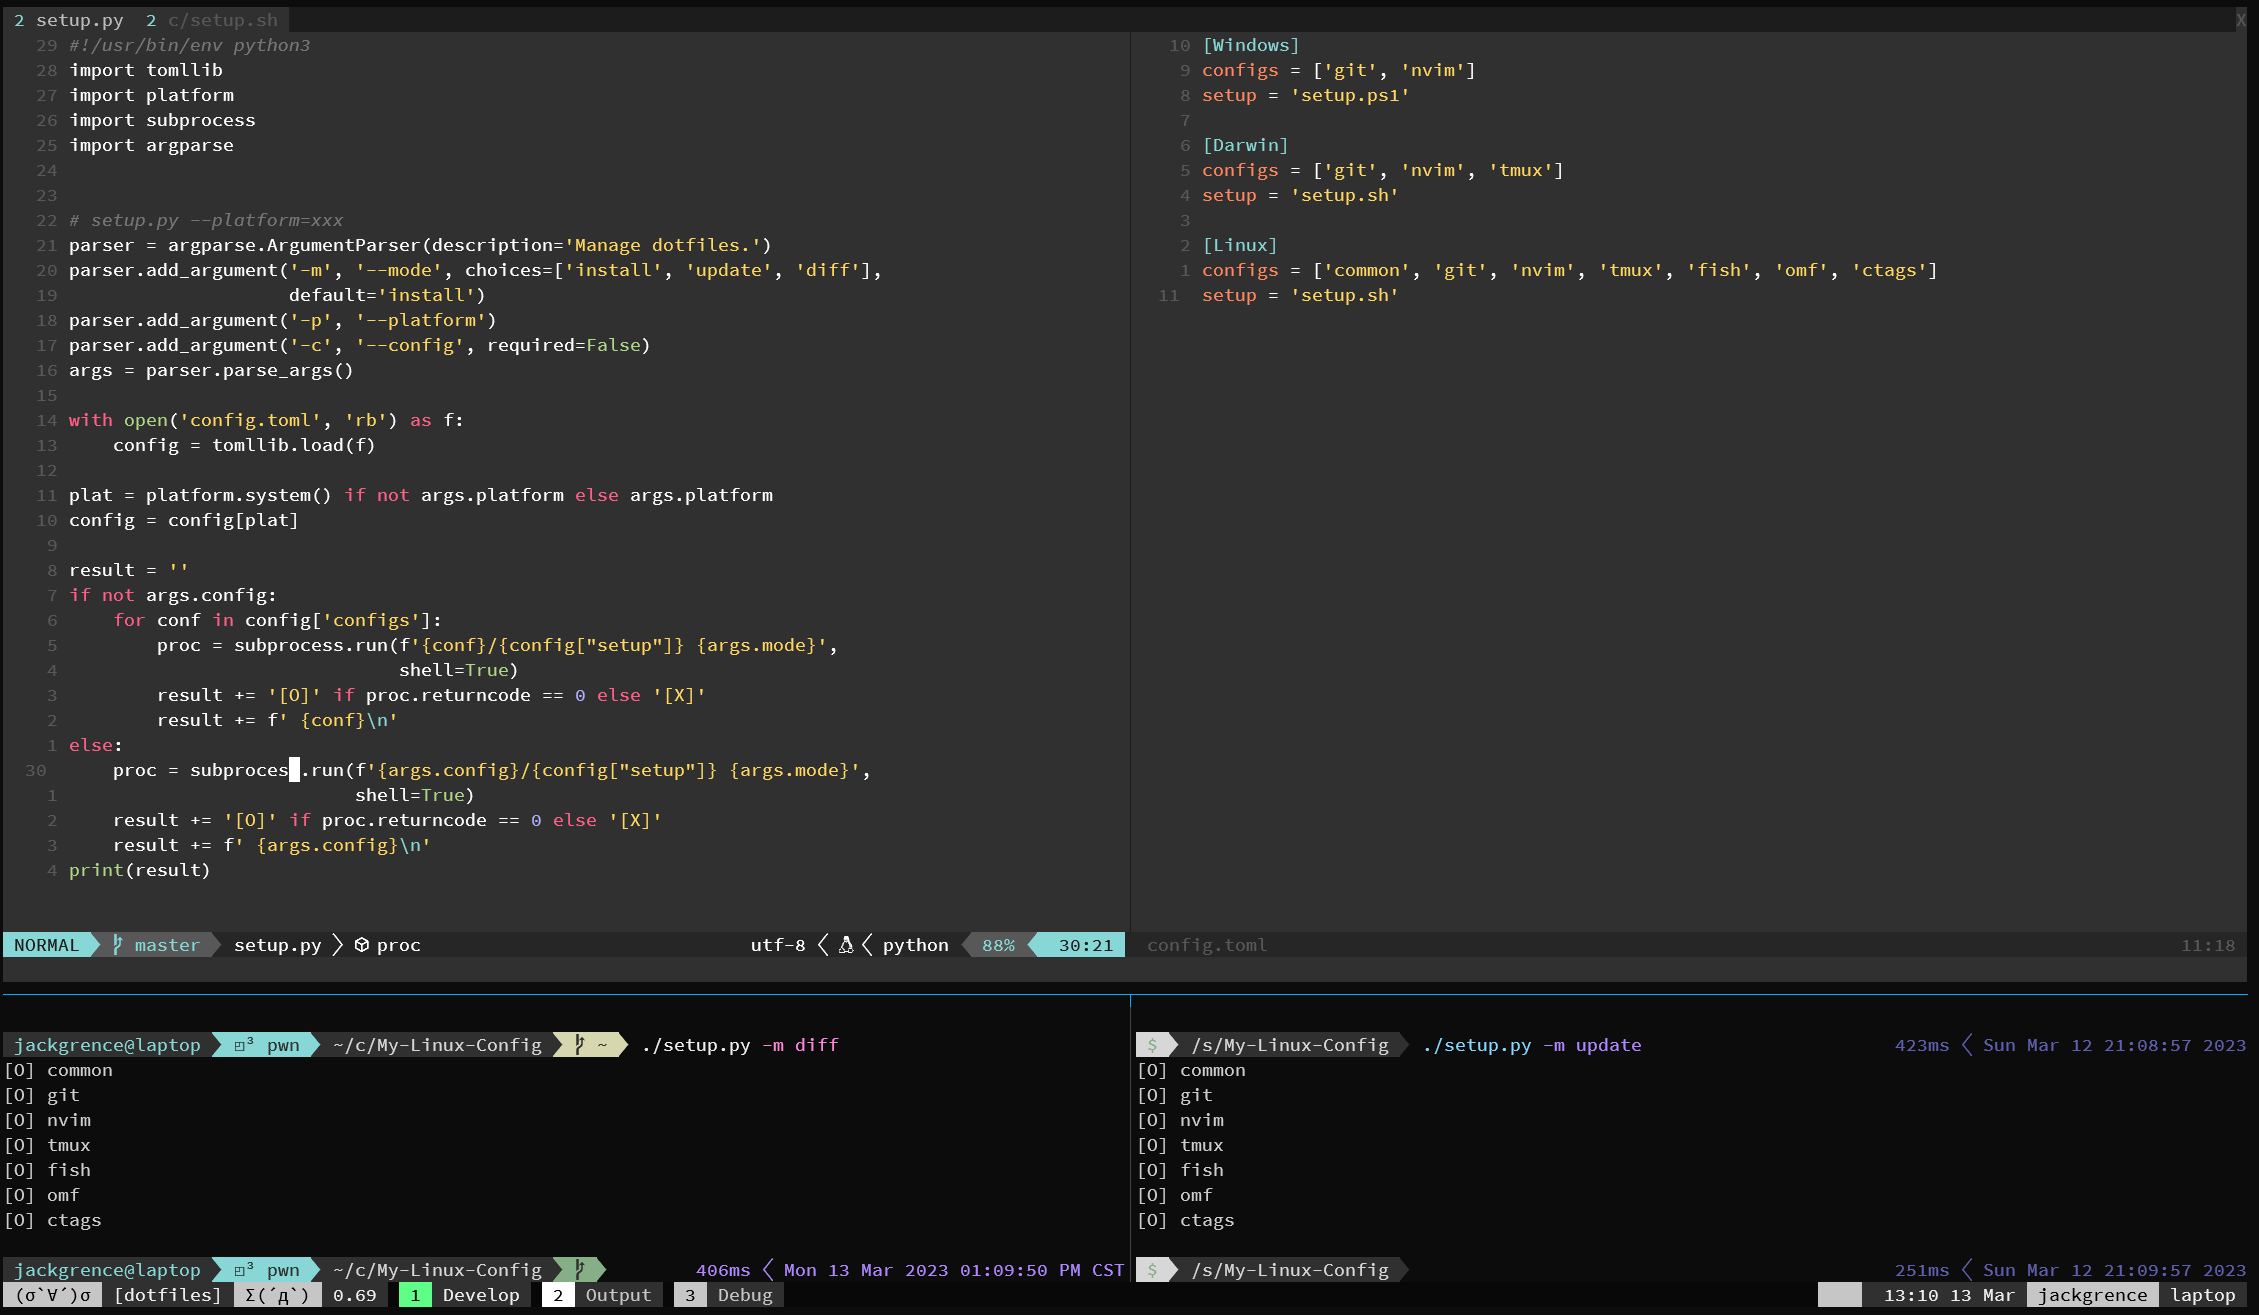 2 setup.py  2 c/setup.sh X
29 #!/usr/bin/env python3
28 import tomllib
27 import platform
26 import subprocess
25 import argparse
24
23
22 # setup.py --platform=xxx
21 parser = argparse.ArgumentParser(description='Manage dotfiles.')
20 parser.add_argument('-m', '--mode', choices=['install', 'update', 'diff'],
19                     default='install')
18 parser.add_argument('-p', '--platform')
17 parser.add_argument('-c', '--config', required=False)
16 args = parser.parse_args()
15
14 with open('config.toml', 'rb') as f:
13     config = tomllib.load(f)
12
11 plat = platform.system() if not args.platform else args.platform
10 config = config[plat]
9
8 result = ''
7 if not args.config:
6     for conf in config['configs']:
5         proc = subprocess.run(f'{conf}/{config["setup"]} {args.mode}',
4                               shell=True)
3         result += '[O]' if proc.returncode == 0 else '[X]'
2         result += f' {conf}\n'
1 else:
30     proc = subproces .run(f'{args.config}/{config["setup"]} {args.mode}',
1                           shell=True)
2     result += '[O]' if proc.returncode == 0 else '[X]'
3     result += f' {args.config}\n'
4 print(result)
NORMAL master setup.py proc utf-8 python 88% 30:21
10 [Windows]
9 configs = ['git', 'nvim']
8 setup = 'setup.ps1'
7
6 [Darwin]
5 configs = ['git', 'nvim', 'tmux']
4 setup = 'setup.sh'
3
2 [Linux]
1 configs = ['common', 'git', 'nvim', 'tmux', 'fish', 'omf', 'ctags']
11 setup = 'setup.sh'
config.toml 11:18
jackgrence@laptop ◰³ pwn ~/c/My-Linux-Config ~ ./setup.py -m diff
[O] common
[O] git
[O] nvim
[O] tmux
[O] fish
[O] omf
[O] ctags
jackgrence@laptop ◰³ pwn ~/c/My-Linux-Config 406ms Mon 13 Mar 2023 01:09:50 PM CST
$ /s/My-Linux-Config ./setup.py -m update 423ms Sun Mar 12 21:08:57 2023
[O] common
[O] git
[O] nvim
[O] tmux
[O] fish
[O] omf
[O] ctags
$ /s/My-Linux-Config 251ms Sun Mar 12 21:09:57 2023
(σ`∀´)σ [dotfiles] Σ(´д`) 0.69 1 Develop 2 Output 3 Debug 13:10 13 Mar jackgrence laptop